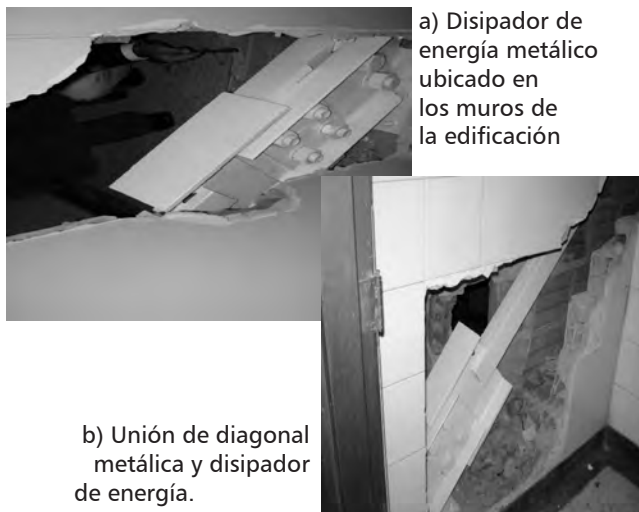 a) Disipador de
energía metálico
ubicado en
los muros de
la edificación
b) Unión de diagonal
metálica y disipador
de energía.